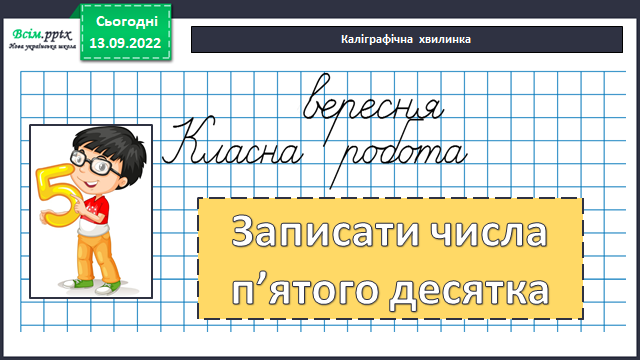 Всім.pptx
Нова українська школа
Сьогодні
13.09.2022
Каліграфічна хвилинка
вересня
Класна робота
5
Записати числа
п’ятого десятка